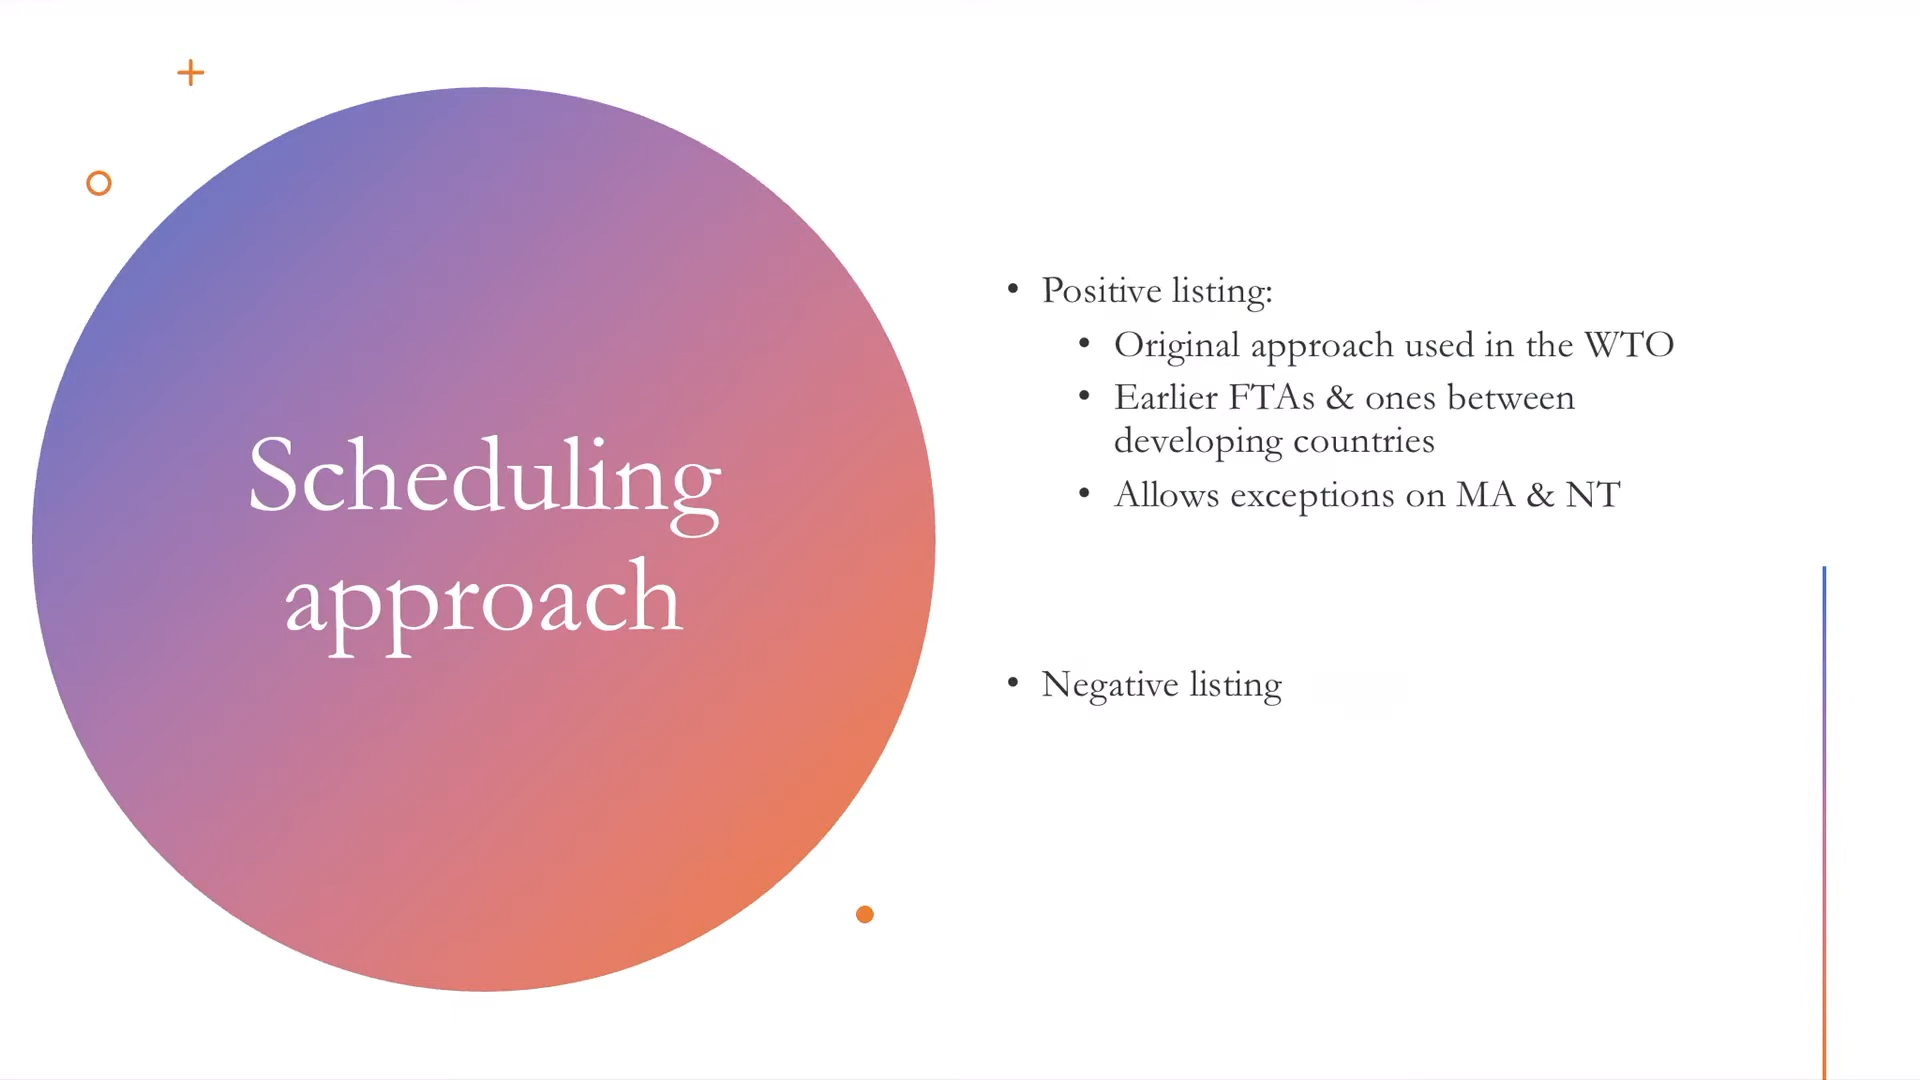 Scheduling
approach
• Positive listing:
• Original approach used in the WTO
• Earlier FTAs & ones between
developing countries
• Allows exceptions on MA & NT
• Negative listing